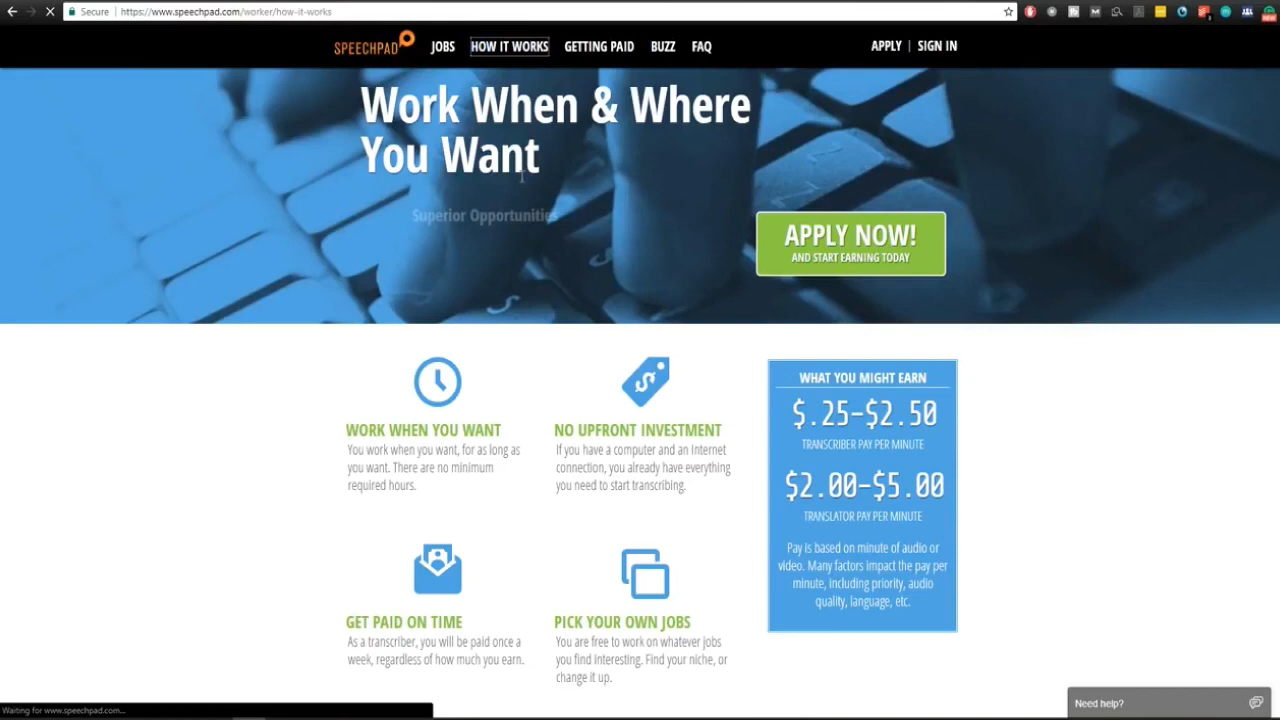 Secure https://www.speechpad.com/worker/how-it-works
SPEECHPAD JOBS HOW IT WORKS GETTING PAID BUZZ FAQ APPLY | SIGN IN
Work When & Where
You Want
Superior Opportunities
APPLY NOW!
AND START EARNING TODAY
WORK WHEN YOU WANT
You work when you want, for as long as
you want. There are no minimum
required hours.
NO UPFRONT INVESTMENT
If you have a computer and an Internet
connection, you already have everything
you need to start transcribing.
GET PAID ON TIME
As a transcriber, you will be paid once a
week, regardless of how much you earn.
PICK YOUR OWN JOBS
You are free to work on whatever jobs
you find interesting. Find your niche, or
change it up.
WHAT YOU MIGHT EARN
$.25-$2.50
TRANSCRIBER PAY PER MINUTE
$2.00-$5.00
TRANSLATOR PAY PER MINUTE
Pay is based on minute of audio or
video. Many factors impact the pay per
minute, including priority, audio
quality, language, etc.
Need help?
Waiting for www.speechpad.com...